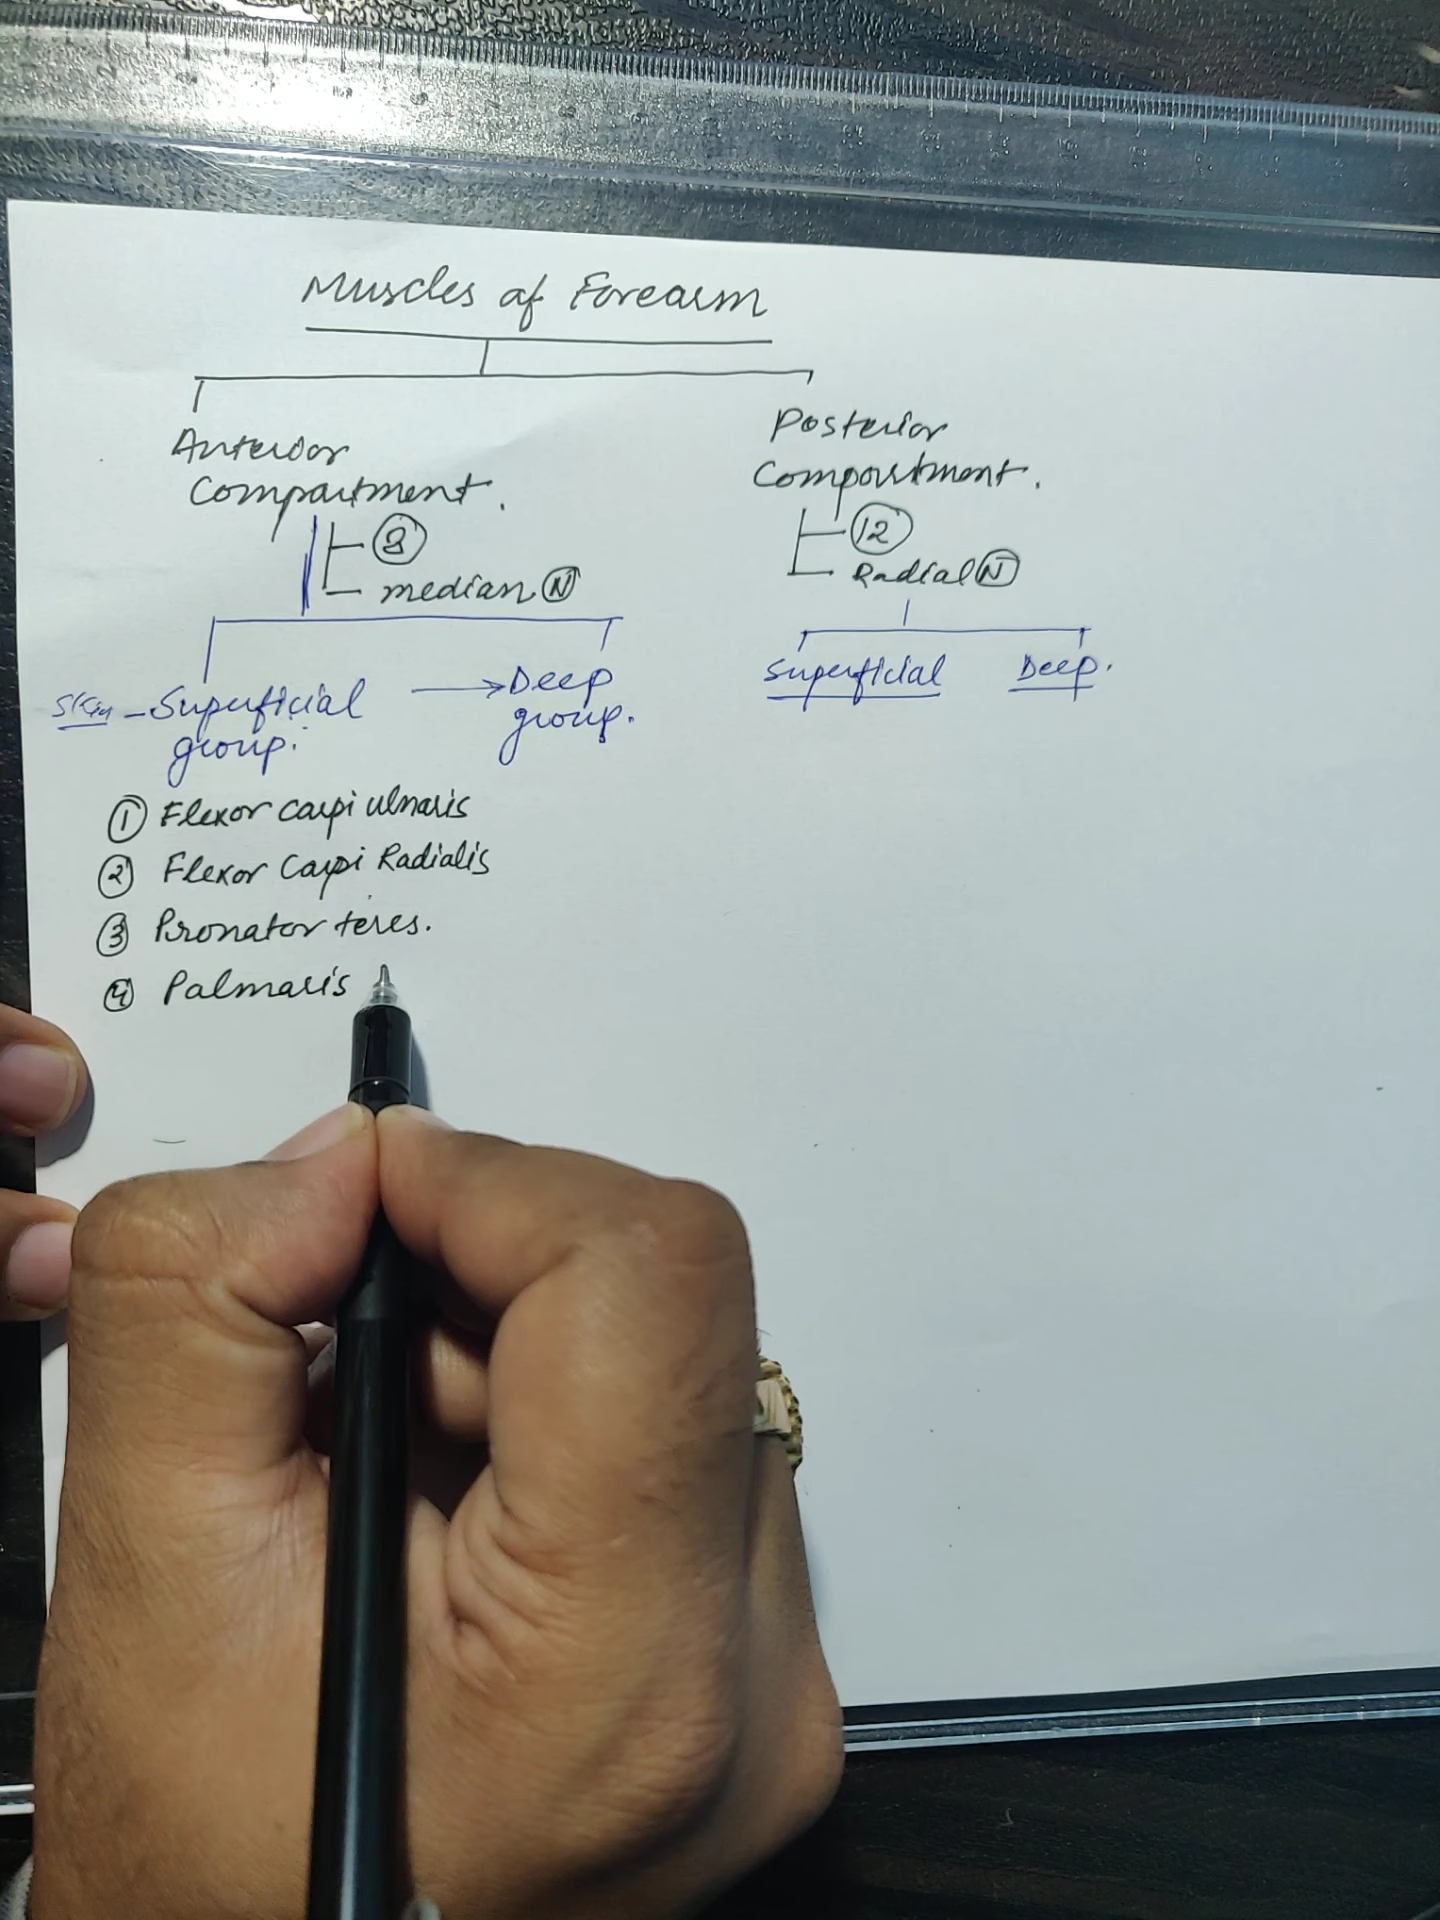 Muscles of Forearm
Anterior
Compartment.
8
median N
Posterior
Compartment.
12
Radial N
Skin - Superficial
group.
Deep
group.
Superficial
Deep.
1 Flexor carpi ulnaris
2 Flexor Carpi Radialis
3 Pronator teres.
4 Palmaris